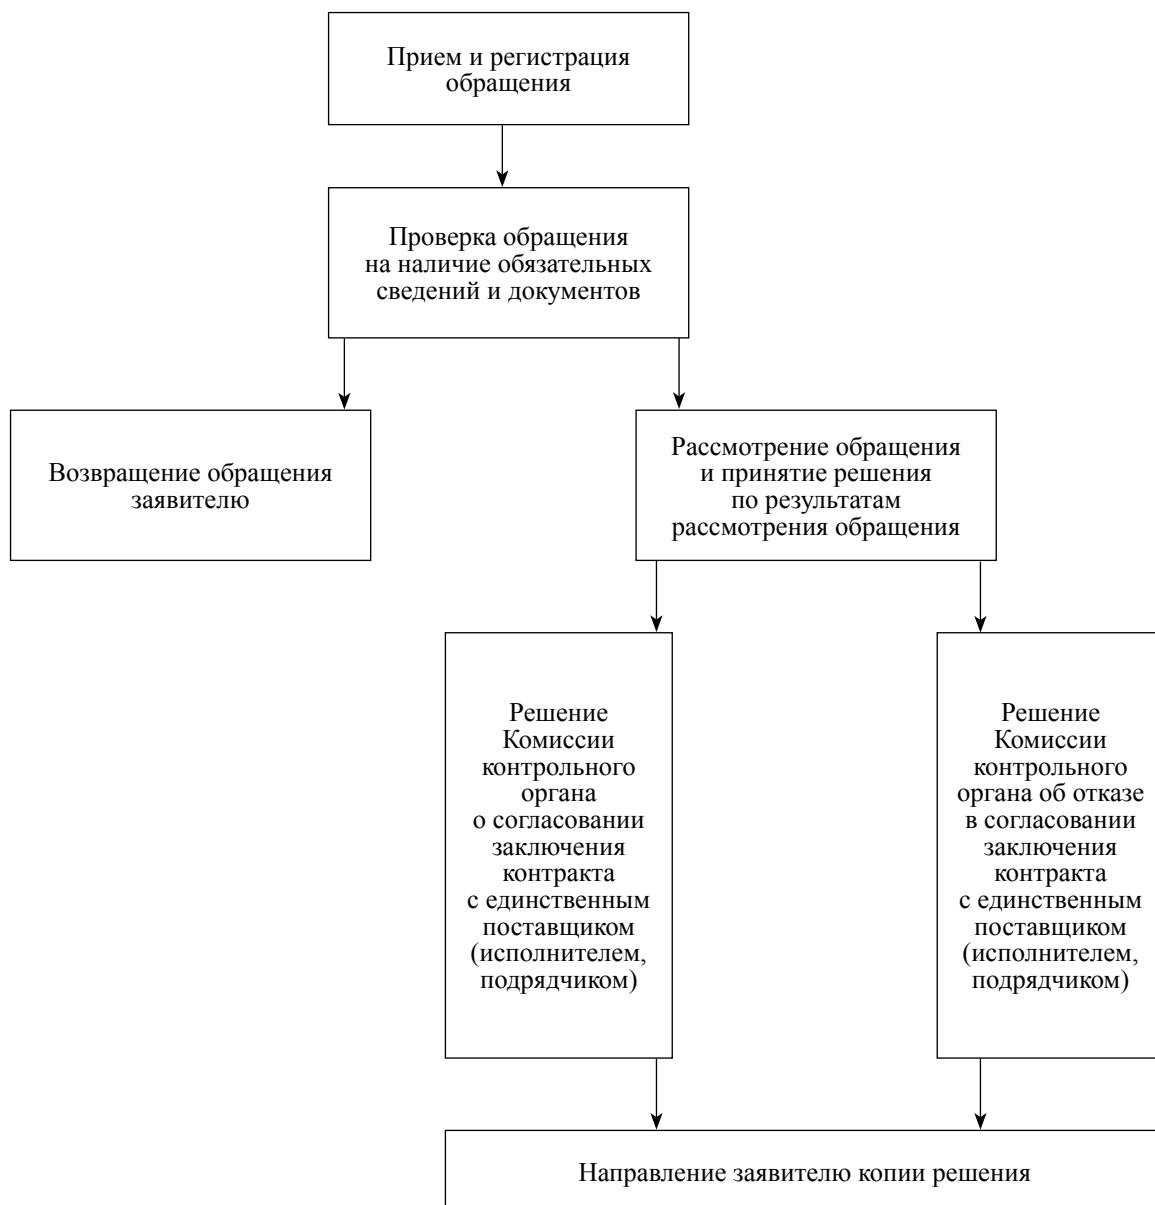 Прием и регистрация
обращения
Проверка обращения
на наличие обязательных
сведений и документов
Возвращение обращения
заявителю
Рассмотрение обращения
и принятие решения
по результатам
рассмотрения обращения
Решение
Комиссии
контрольного
органа
о согласовании
заключения
контракта
с единственным
поставщиком
(исполнителем,
подрядчиком)
Решение
Комиссии
контрольного
органа об отказе
в согласовании
заключения
контракта
с единственным
поставщиком
(исполнителем,
подрядчиком)
Направление заявителю копии решения